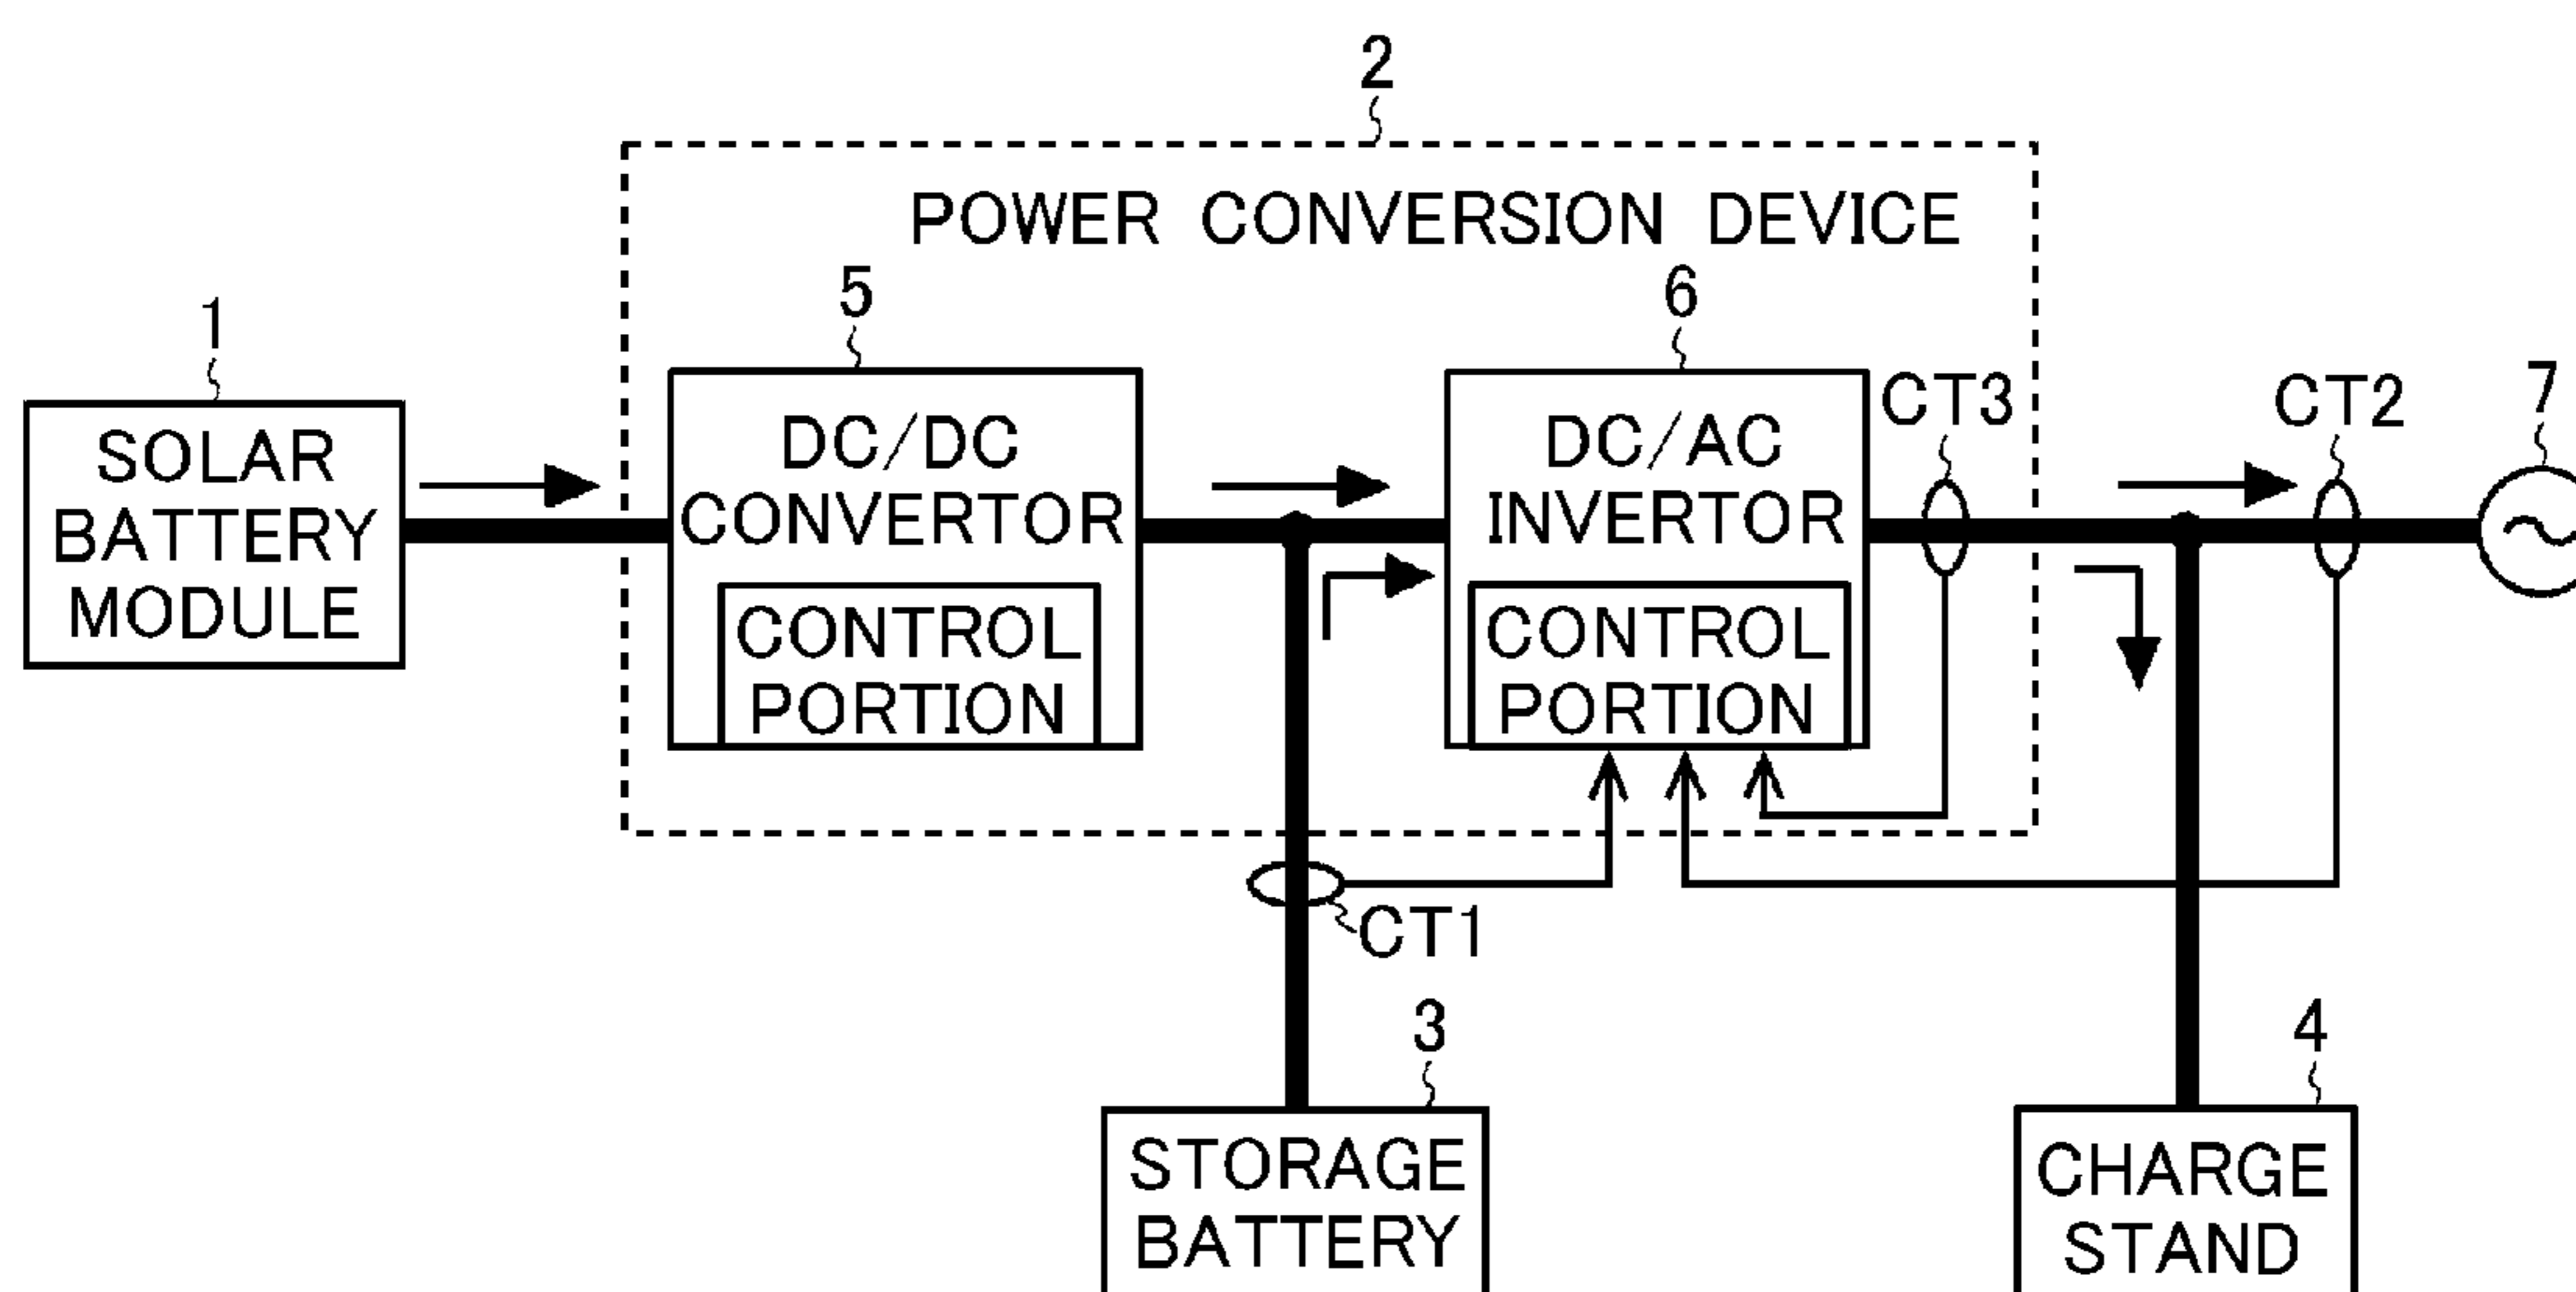 2
POWER CONVERSION DEVICE
1
5
6
CT3
CT2
7
SOLAR
BATTERY
MODULE
DC/DC
CONVERTOR
CONTROL
PORTION
DC/AC
INVERTOR
CONTROL
PORTION
CT1
3
4
STORAGE
BATTERY
CHARGE
STAND